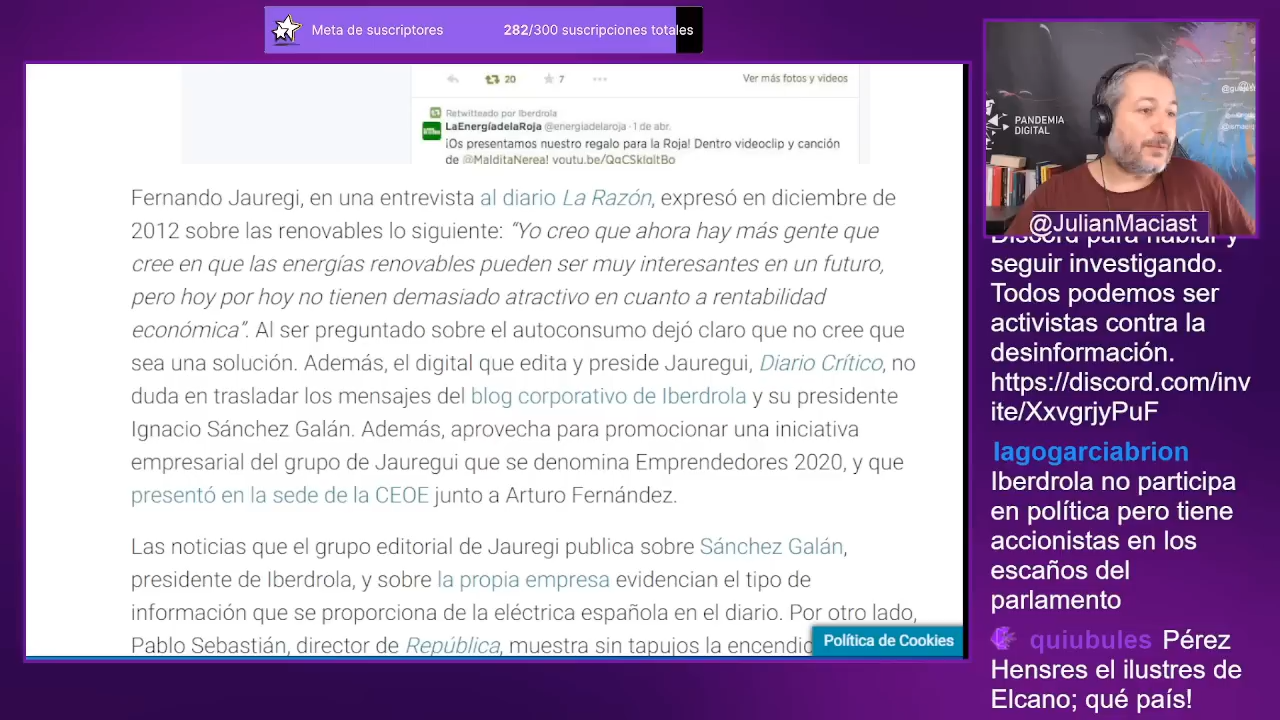 Meta de suscriptores 282/300 suscripciones totales
20 7 Ver más fotos y videos
Retwitteado por Iberdrola
LaEnergíadelaRoja @energiadelaroja · 1 de abr.
¡Os presentamos nuestro regalo para la Roja! Dentro videoclip y canción
de @MalditaNerea! youtu.be/QgCSkIqltBo
Fernando Jauregi, en una entrevista al diario La Razón, expresó en diciembre de
2012 sobre las renovables lo siguiente: “Yo creo que ahora hay más gente que
cree en que las energías renovables pueden ser muy interesantes en un futuro,
pero hoy por hoy no tienen demasiado atractivo en cuanto a rentabilidad
económica”. Al ser preguntado sobre el autoconsumo dejó claro que no cree que
sea una solución. Además, el digital que edita y preside Jauregui, Diario Crítico, no
duda en trasladar los mensajes del blog corporativo de Iberdrola y su presidente
Ignacio Sánchez Galán. Además, aprovecha para promocionar una iniciativa
empresarial del grupo de Jauregui que se denomina Emprendedores 2020, y que
presentó en la sede de la CEOE junto a Arturo Fernández.
Las noticias que el grupo editorial de Jauregi publica sobre Sánchez Galán,
presidente de Iberdrola, y sobre la propia empresa evidencian el tipo de
información que se proporciona de la eléctrica española en el diario. Por otro lado,
Pablo Sebastián, director de República, muestra sin tapujos la encendid
Política de Cookies
PANDEMIA
DIGITAL
@JulianMaciast
Discord para hablar y
seguir investigando.
Todos podemos ser
activistas contra la
desinformación.
https://discord.com/inv
ite/XxvgrjyPuF
Iagogarciabrion
Iberdrola no participa
en política pero tiene
accionistas en los
escaños del
parlamento
quiubules Pérez
Hensres el ilustres de
Elcano; qué país!